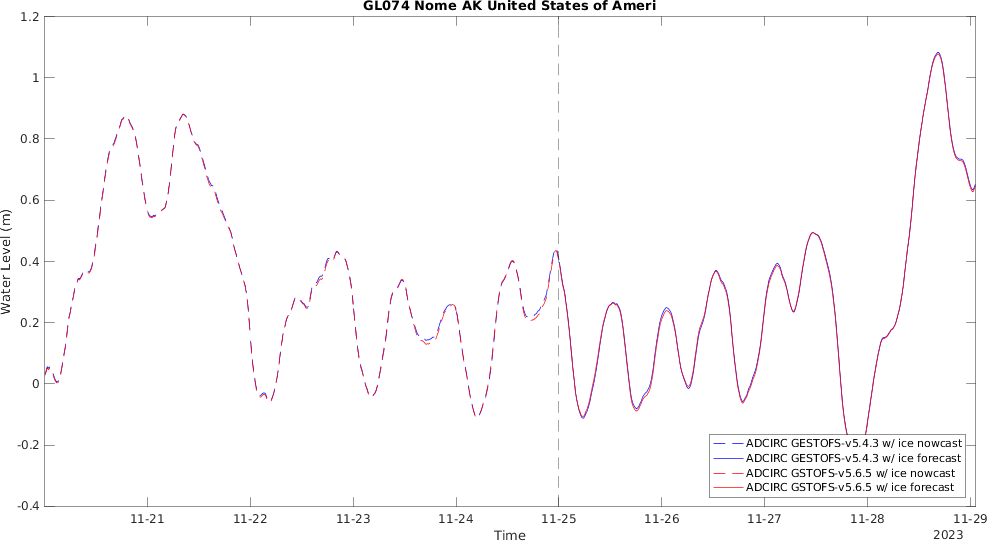 GL074 Nome AK United States of Ameri
1.2
1
0.8
0.6
0.4
0.2
0
-0.2
-0.4
Water Level (m)
ADCIRC GESTOFS-v5.4.3 w/ ice nowcast
ADCIRC GESTOFS-v5.4.3 w/ ice forecast
ADCIRC GSTOFS-v5.6.5 w/ ice nowcast
ADCIRC GSTOFS-v5.6.5 w/ ice forecast
11-21 11-22 11-23 11-24 11-25 11-26 11-27 11-28 11-29
Time
2023